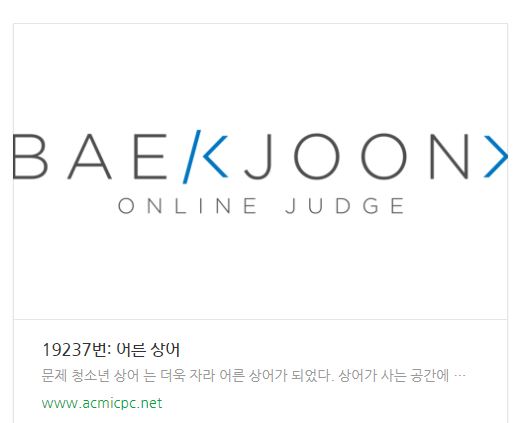 BAEKJOON
ONLINE JUDGE
19237번: 어른 상어
문제 청소년 상어 는 더욱 자라 어른 상어가 되었다. 상어가 사는 공간에 …
www.acmicpc.net